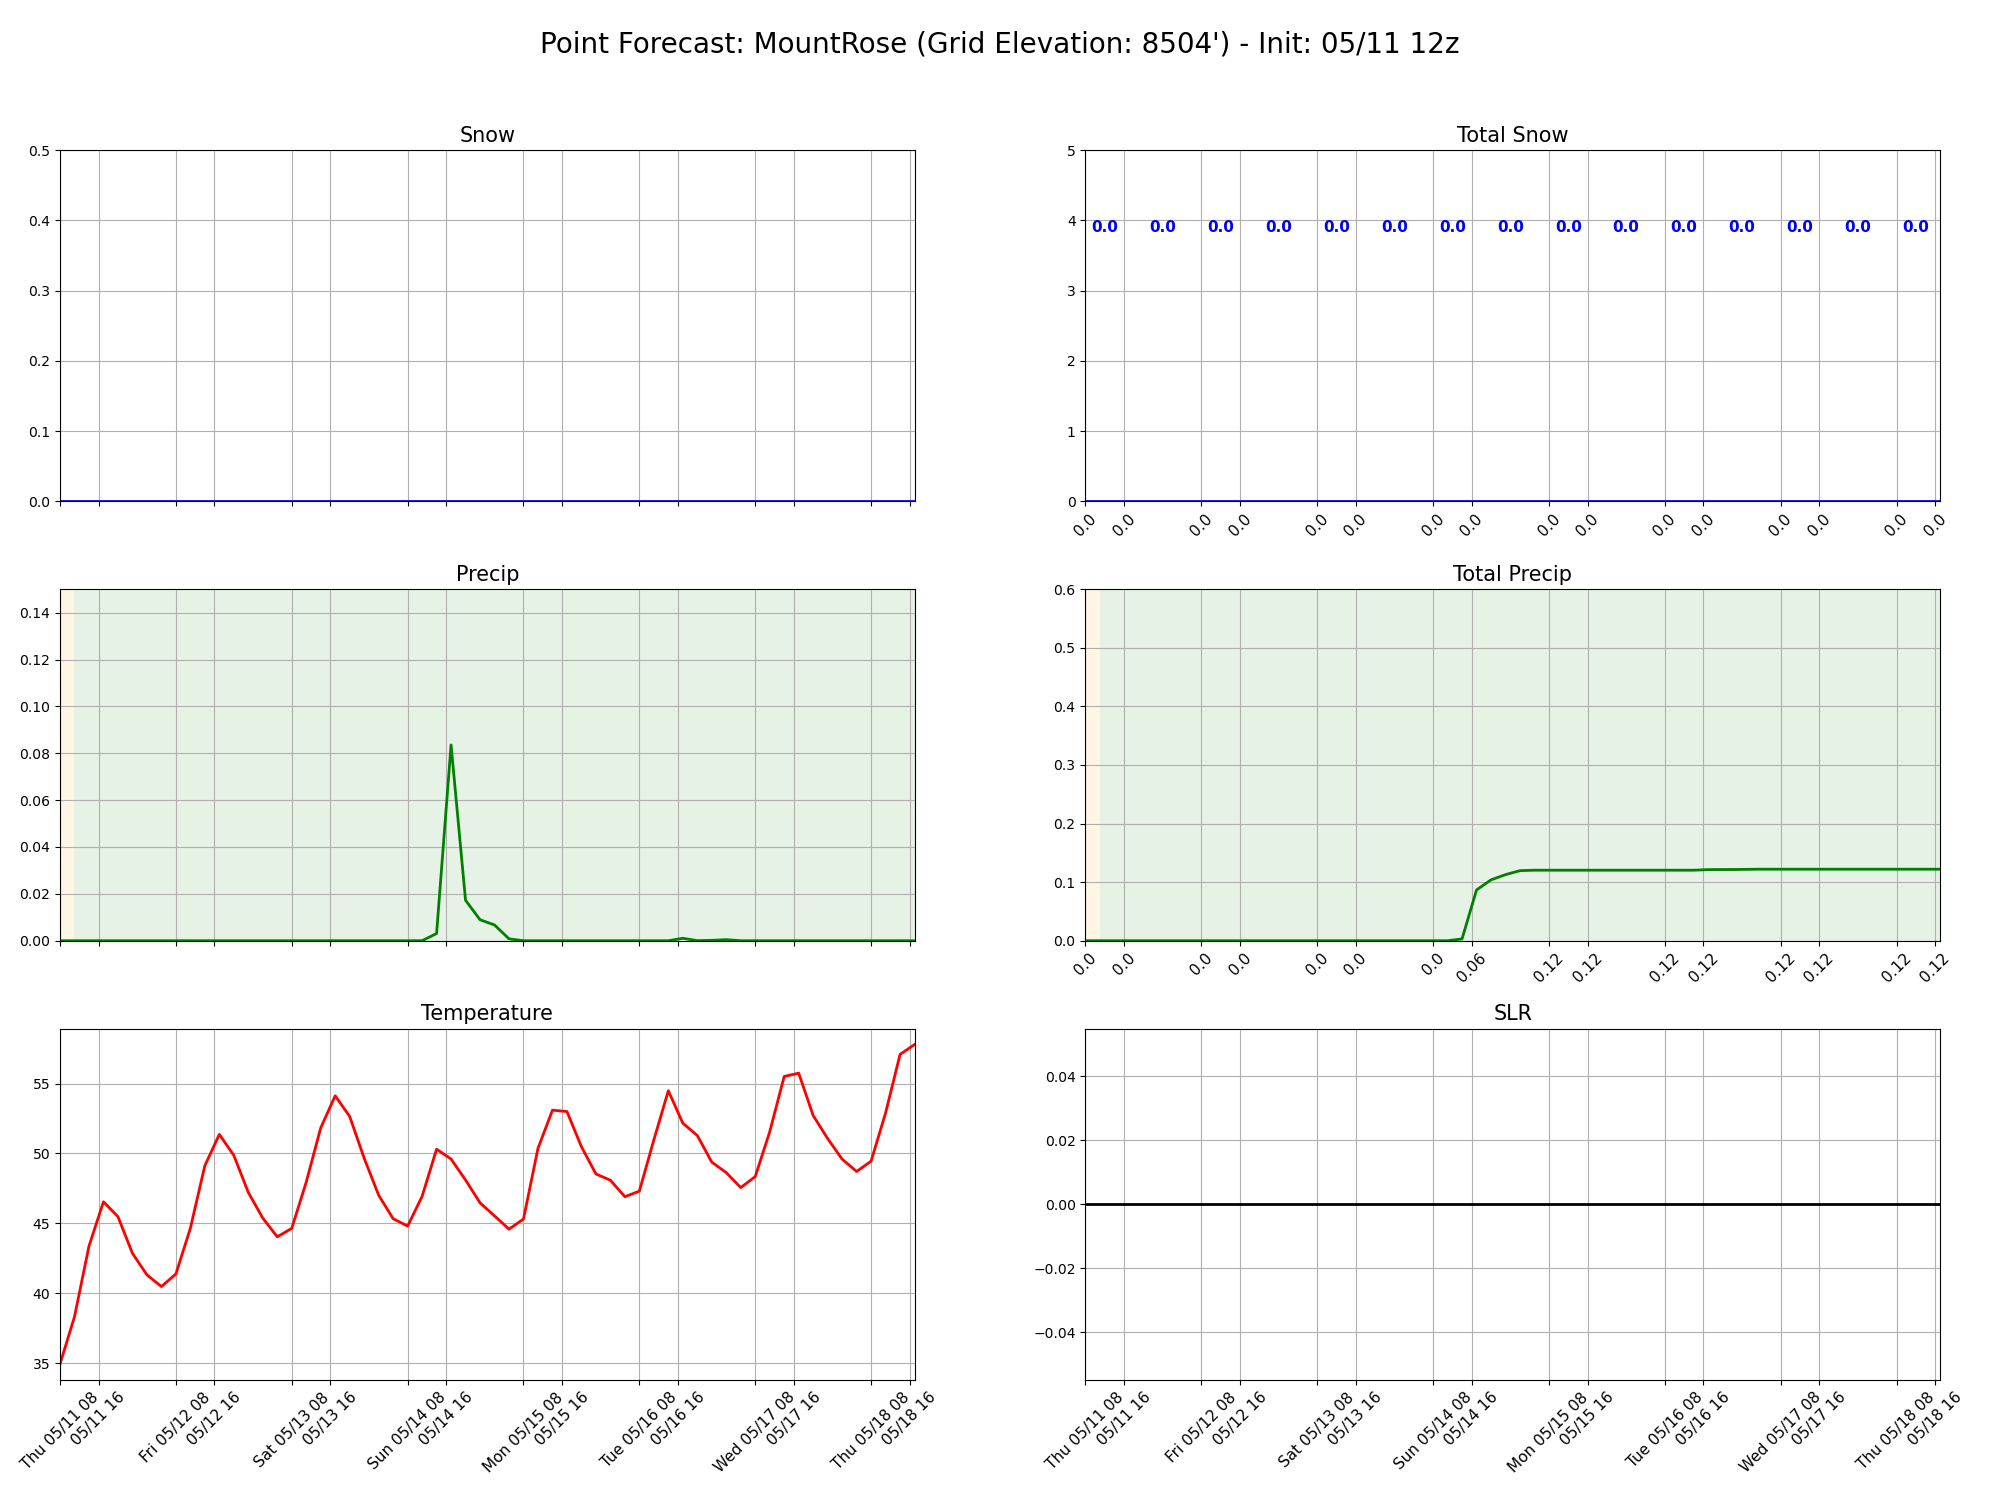 Point Forecast: MountRose (Grid Elevation: 8504') - Init: 05/11 12z
Snow
0.5
0.4
0.3
0.2
0.1
0.0
Total Snow
5
4
3
2
1
0
0.0 0.0 0.0 0.0 0.0 0.0 0.0 0.0 0.0 0.0 0.0 0.0 0.0 0.0 0.0
0.0 0.0 0.0 0.0 0.0 0.0 0.0 0.0 0.0 0.0 0.0 0.0 0.0 0.0 0.0 0.0
Precip
0.14
0.12
0.10
0.08
0.06
0.04
0.02
0.00
Total Precip
0.6
0.5
0.4
0.3
0.2
0.1
0.0
0.0 0.0 0.0 0.0 0.0 0.0 0.0 0.06 0.12 0.12 0.12 0.12 0.12 0.12 0.12 0.12
Temperature
55
50
45
40
35
Thu 05/11 08
05/11 16
Fri 05/12 08
05/12 16
Sat 05/13 08
05/13 16
Sun 05/14 08
05/14 16
Mon 05/15 08
05/15 16
Tue 05/16 08
05/16 16
Wed 05/17 08
05/17 16
Thu 05/18 08
05/18 16
SLR
0.04
0.02
0.00
−0.02
−0.04
Thu 05/11 08
05/11 16
Fri 05/12 08
05/12 16
Sat 05/13 08
05/13 16
Sun 05/14 08
05/14 16
Mon 05/15 08
05/15 16
Tue 05/16 08
05/16 16
Wed 05/17 08
05/17 16
Thu 05/18 08
05/18 16